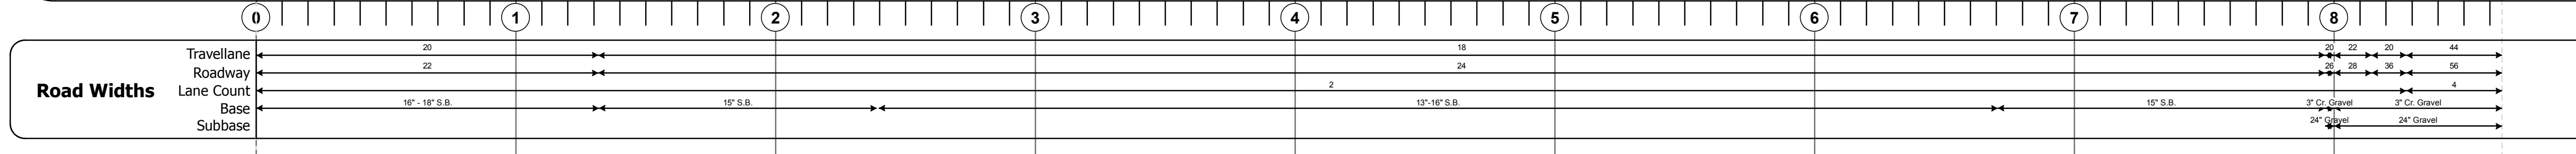 0 1 2 3 4 5 6 7 8
Travellane 20 18 20 22 20 44
Roadway 22 24 26 28 36 56
Road Widths
Lane Count 2 4
Base 16" - 18" S.B. 15" S.B. 13"-16" S.B. 15" S.B. 3" Cr. Gravel 3" Cr. Gravel
Subbase 24" Gravel 24" Gravel